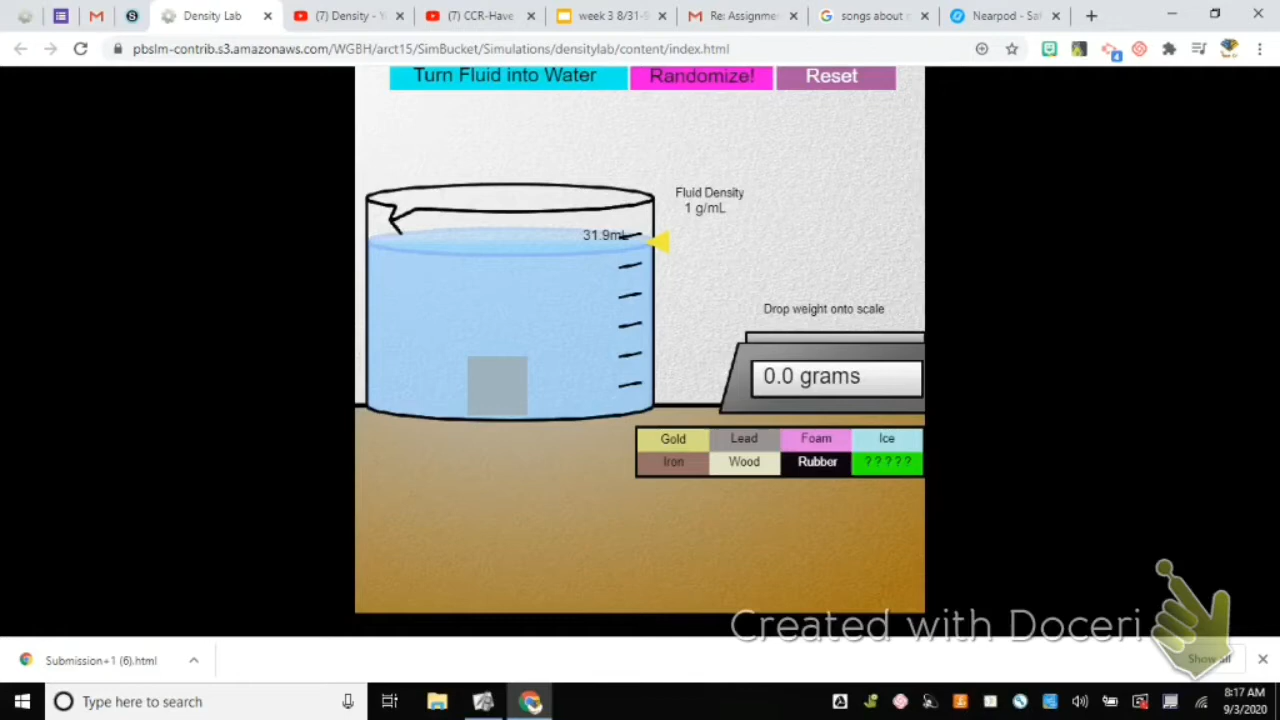 Density Lab
(7) Density - Y
(7) CCR-Have
week 3 8/31-9
Re: Assignme
songs about
Nearpod - Sa
pbslm-contrib.s3.amazonaws.com/WGBH/arct15/SimBucket/Simulations/densitylab/content/index.html
4
Turn Fluid into Water
Randomize!
Reset
Fluid Density
1 g/mL
31.9mL
Drop weight onto scale
0.0 grams
Gold Lead Foam Ice
Iron Wood Rubber ?????
Created with Doceri
Submission+1 (6).html
Show all
Type here to search
8:17 AM
9/3/2020